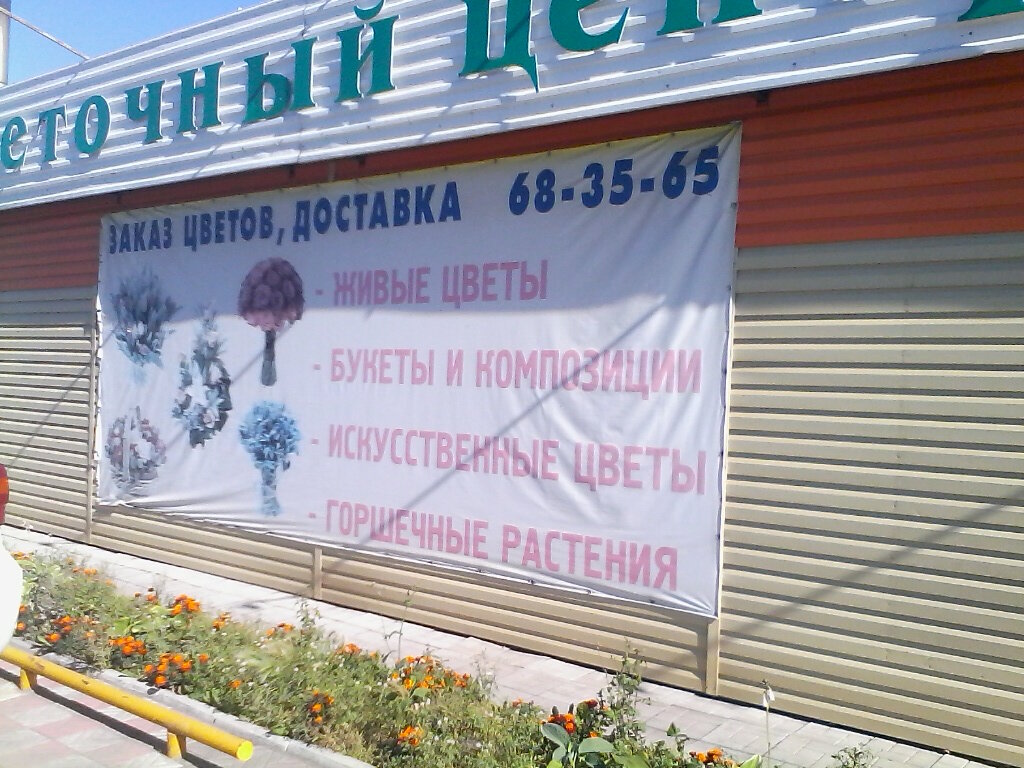 еточный цен
ЗАКАЗ ЦВЕТОВ, ДОСТАВКА 68-35-65
- ЖИВЫЕ ЦВЕТЫ
- БУКЕТЫ И КОМПОЗИЦИИ
- ИСКУССТВЕННЫЕ ЦВЕТЫ
- ГОРШЕЧНЫЕ РАСТЕНИЯ